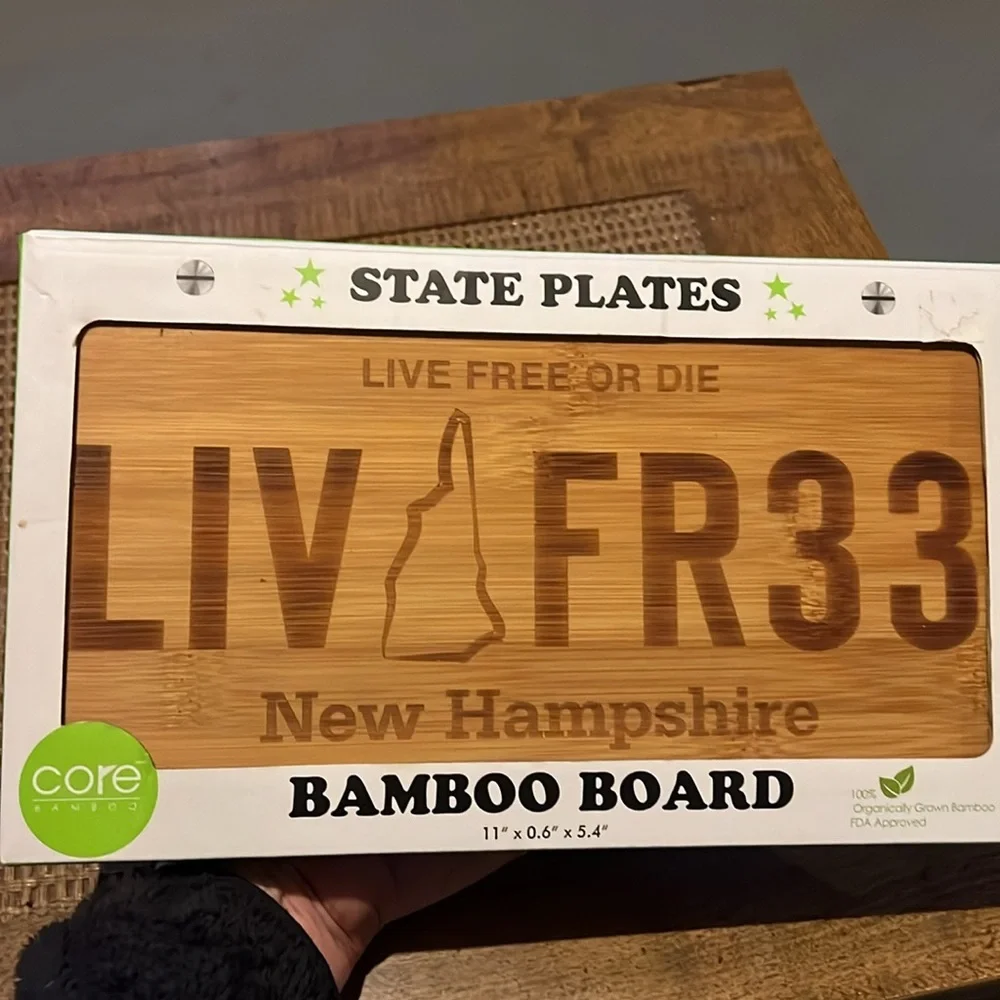 STATE PLATES
LIVE FREE OR DIE
LIV FR33
New Hampshire
core
BAMBOO
BAMBOO BOARD
11" x 0.6" x 5.4"
100%
Organically Grown Bamboo
FDA Approved